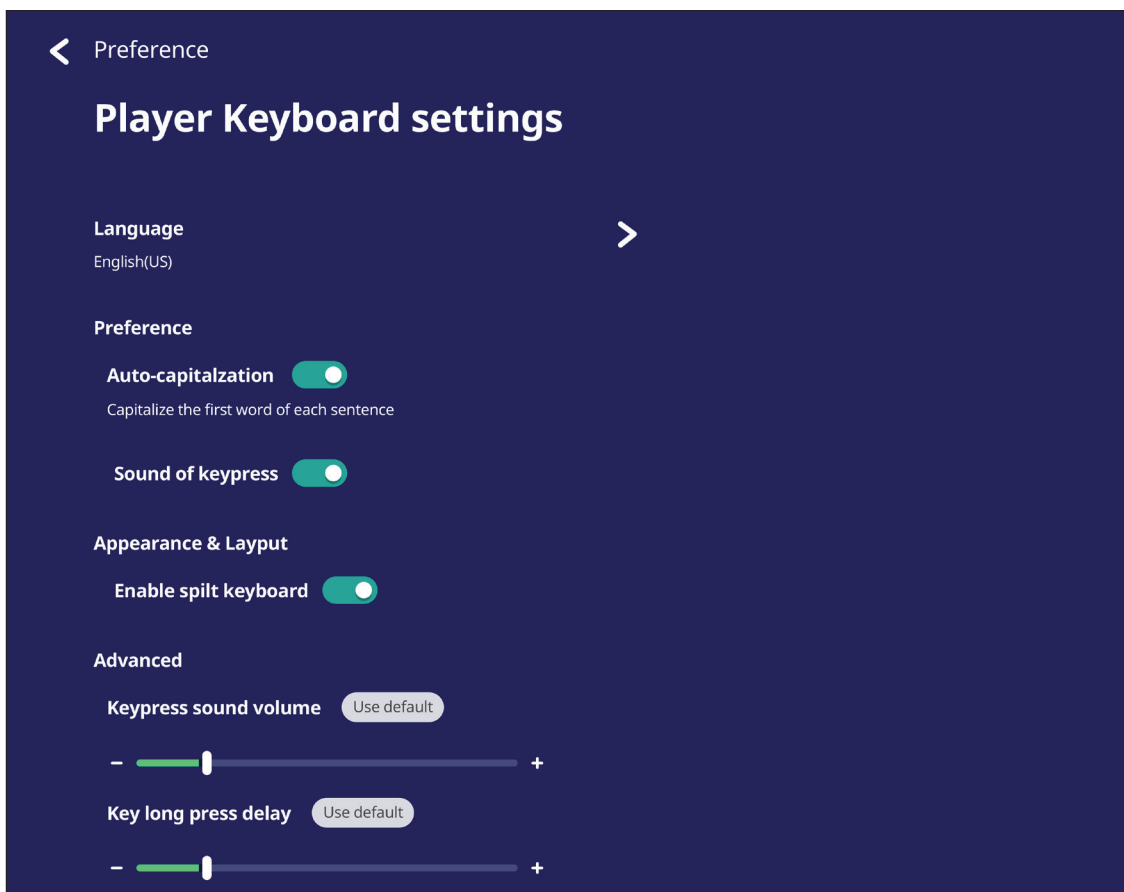 Preference
Player Keyboard settings
Language
English(US)
Preference
Auto-capitalzation
Capitalize the first word of each sentence
Sound of keypress
Appearance & Layput
Enable spilt keyboard
Advanced
Keypress sound volume Use default
− +
Key long press delay Use default
− +